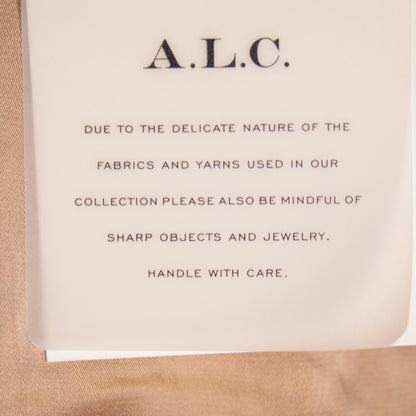 A.L.C.
DUE TO THE DELICATE NATURE OF THE
FABRICS AND YARNS USED IN OUR
COLLECTION PLEASE ALSO BE MINDFUL OF
SHARP OBJECTS AND JEWELRY.
HANDLE WITH CARE.